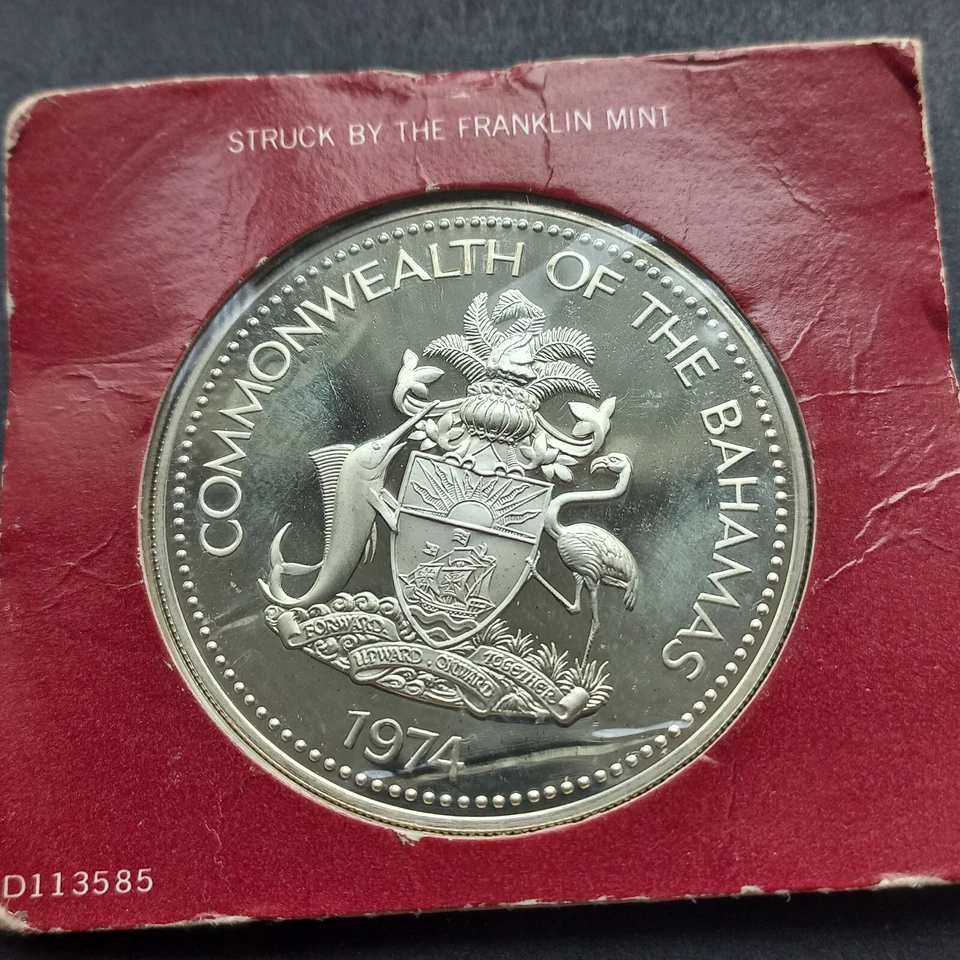 STRUCK BY THE FRANKLIN MINT
COMMONWEALTH OF THE BAHAMAS
FORWARD.
UPWARD. ONWARD
TOGETHER
1974
D113585